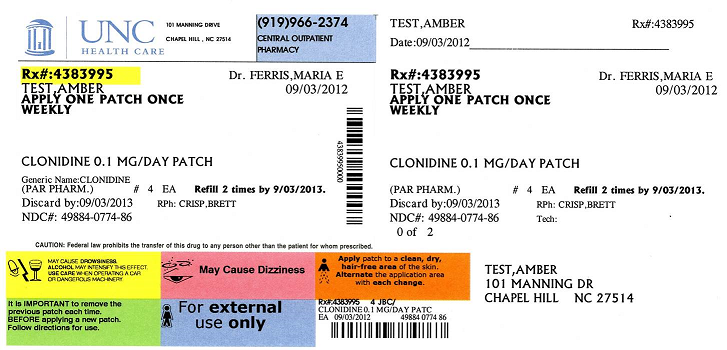 UNC
HEALTH CARE
101 MANNING DRIVE
CHAPEL HILL , NC 27514
(919)966-2374
CENTRAL OUTPATIENT
PHARMACY
Rx#:4383995
TEST,AMBER
Dr. FERRIS,MARIA E
09/03/2012
APPLY ONE PATCH ONCE
WEEKLY
CLONIDINE 0.1 MG/DAY PATCH
Generic Name:CLONIDINE
(PAR PHARM.) # 4 EA Refill 2 times by 9/03/2013.
Discard by:09/03/2013 RPh: CRISP,BRETT
NDC#: 49884-0774-86
CAUTION: Federal law prohibits the transfer of this drug to any person other than the patient for whom prescribed.
TEST,AMBER Rx#:4383995
Date:09/03/2012
Rx#:4383995
TEST,AMBER
Dr. FERRIS,MARIA E
09/03/2012
APPLY ONE PATCH ONCE
WEEKLY
CLONIDINE 0.1 MG/DAY PATCH
(PAR PHARM.) # 4 EA Refill 2 times by 9/03/2013.
Discard by:09/03/2013 RPh: CRISP,BRETT
NDC#: 49884-0774-86 Tech:
0 of 2
MAY CAUSE DROWSINESS.
ALCOHOL MAY INTENSIFY THIS EFFECT.
USE CARE WHEN OPERATING A CAR
OR DANGEROUS MACHINERY.
May Cause Dizziness
Apply patch to a clean, dry,
hair-free area of the skin.
Alternate the application area
with each change.
It is IMPORTANT to remove the
previous patch each time.
BEFORE applying a new patch.
Follow directions for use.
For external
use only
Rx#:4383995 4 JBC/
CLONIDINE 0.1 MG/DAY PATC
EA 09/03/2012 49884 0774 86
TEST,AMBER
101 MANNING DR
CHAPEL HILL NC 27514